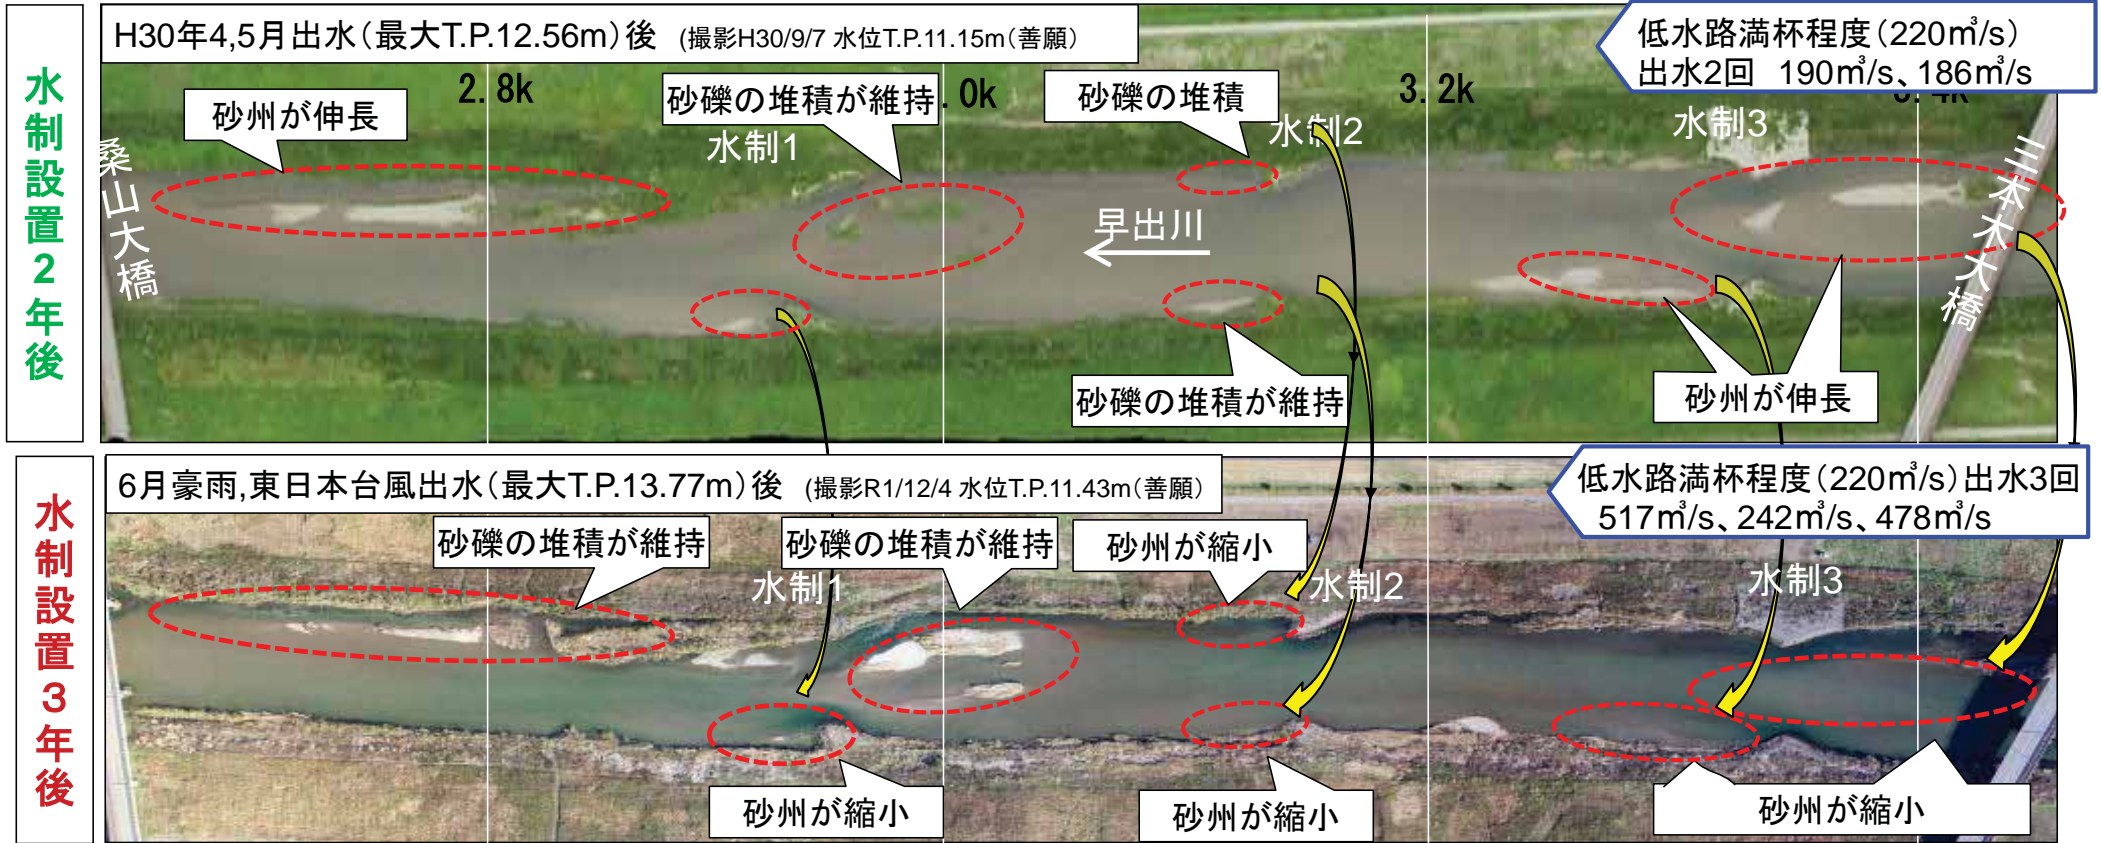 水制設置2年後
H30年4,5月出水(最大T.P.12.56m)後 (撮影H30/9/7 水位T.P.11.15m(善願)
低水路満杯程度(220㎥/s)
出水2回 190㎥/s、186㎥/s
2.8k
.0k
3.2k
3.4k
砂州が伸長
砂礫の堆積が維持
砂礫の堆積
水制1
水制2
水制3
桑山大橋
早出川
三本木大橋
砂礫の堆積が維持
砂州が伸長
水制設置3年後
6月豪雨,東日本台風出水(最大T.P.13.77m)後 (撮影R1/12/4 水位T.P.11.43m(善願)
低水路満杯程度(220㎥/s)出水3回
517㎥/s、242㎥/s、478㎥/s
砂礫の堆積が維持
砂礫の堆積が維持
砂州が縮小
水制1
水制2
水制3
砂州が縮小
砂州が縮小
砂州が縮小